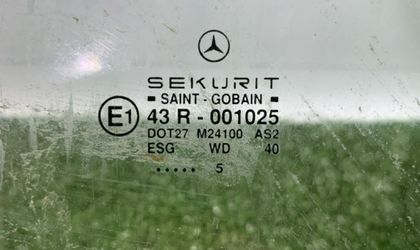 SEKURIT
SAINT - GOBAIN
E1 43 R - 001025
DOT27 M24100 AS2
ESG WD 40
..... 5